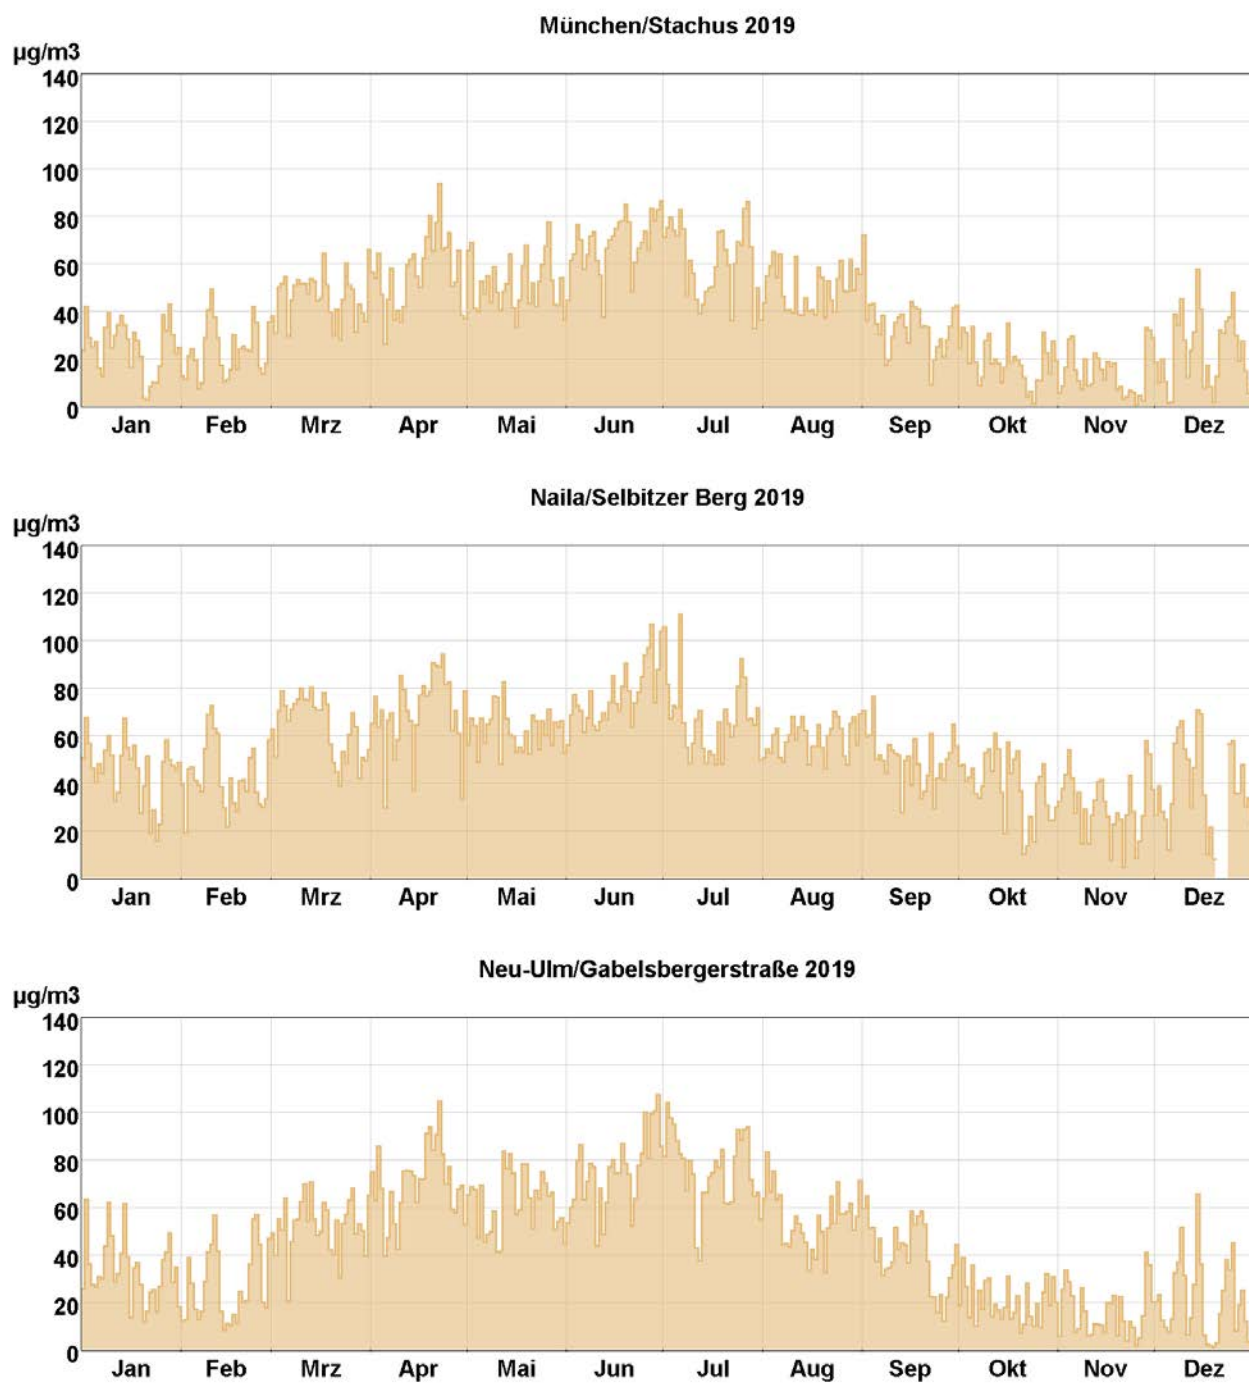 München/Stachus 2019
µg/m3
140
120
100
80
60
40
20
0
Jan Feb Mrz Apr Mai Jun Jul Aug Sep Okt Nov Dez
Naila/Selbitzer Berg 2019
µg/m3
140
120
100
80
60
40
20
0
Jan Feb Mrz Apr Mai Jun Jul Aug Sep Okt Nov Dez
Neu-Ulm/Gabelsbergerstraße 2019
µg/m3
140
120
100
80
60
40
20
0
Jan Feb Mrz Apr Mai Jun Jul Aug Sep Okt Nov Dez